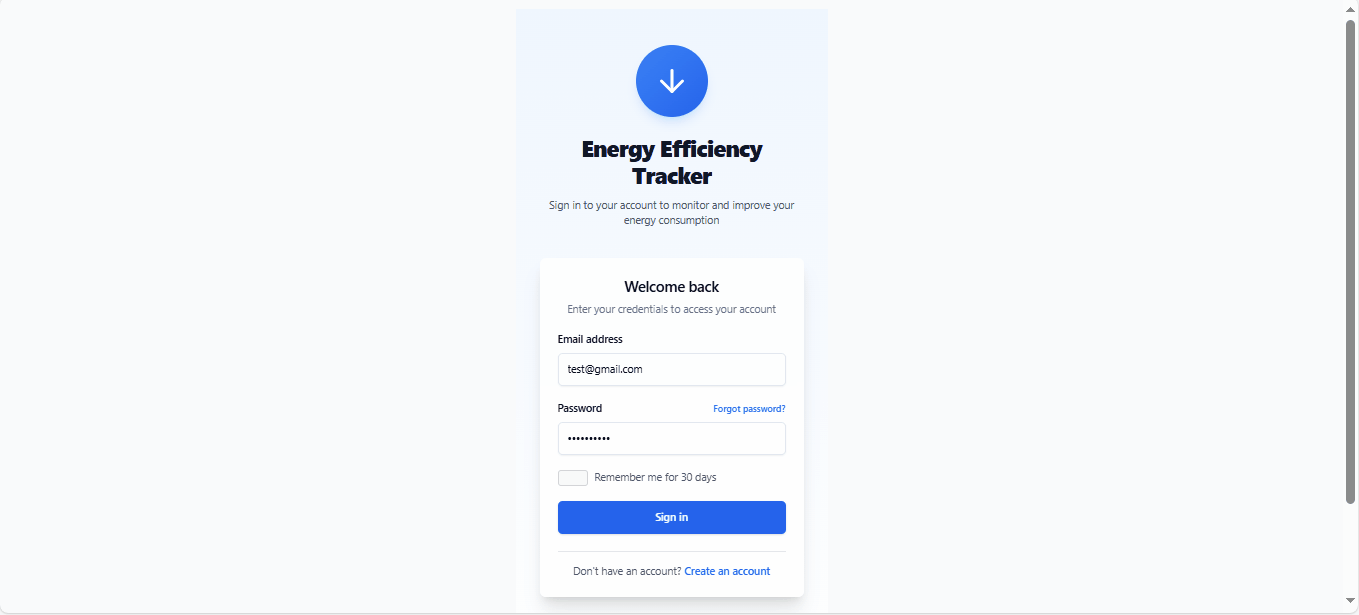 Energy Efficiency
Tracker
Sign in to your account to monitor and improve your
energy consumption
Welcome back
Enter your credentials to access your account
Email address
test@gmail.com
Password
Forgot password?
••••••••••
Remember me for 30 days
Sign in
Don't have an account? Create an account